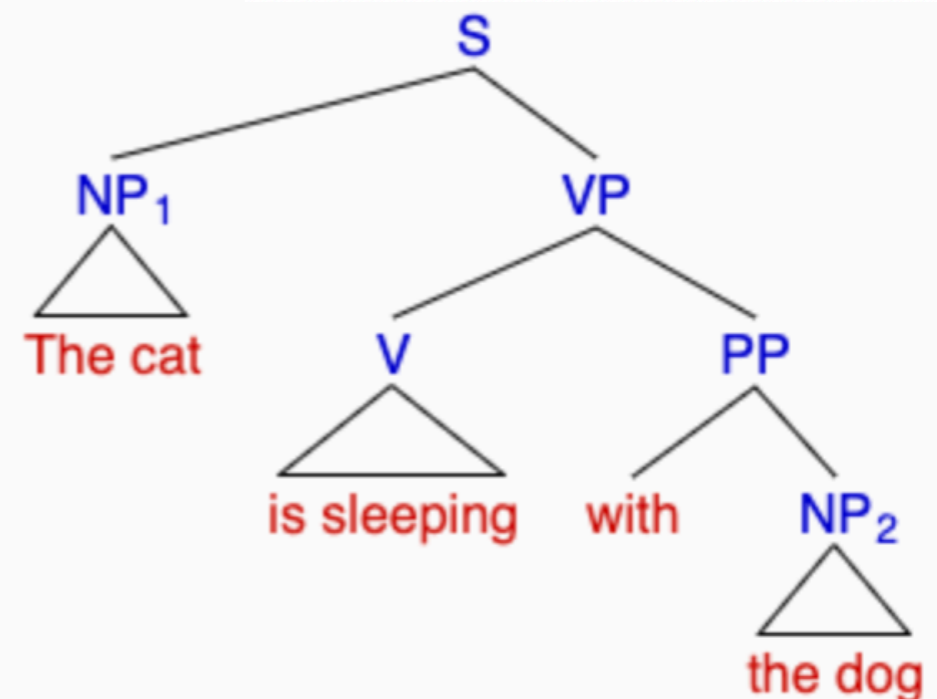 S
NP₁ VP
The cat V PP
is sleeping with NP₂
the dog